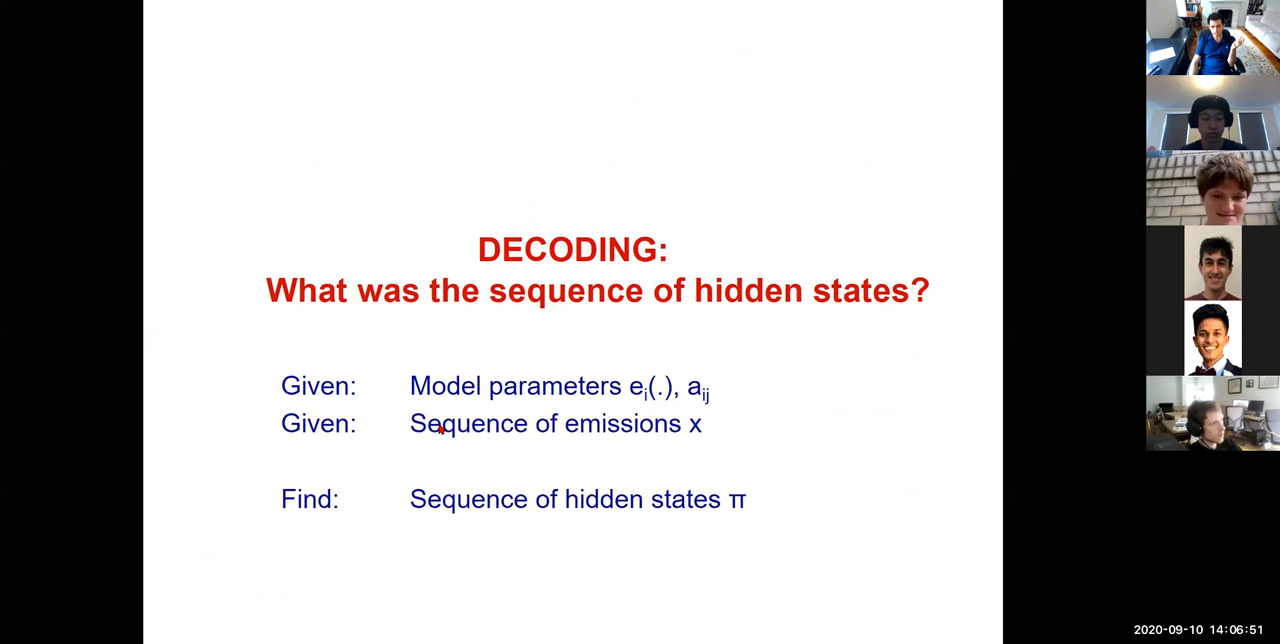 DECODING:
What was the sequence of hidden states?
Given: Model parameters eᵢ(.), aᵢⱼ
Given: Sequence of emissions x
Find: Sequence of hidden states π
2020-09-10 14:06:51